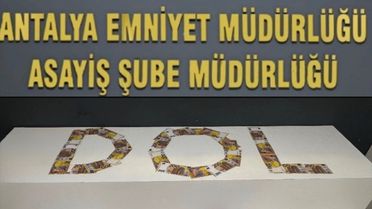 ANTALYA EMNİYET MÜDÜRLÜĞÜ
ASAYİŞ ŞUBE MÜDÜRLÜĞÜ
DOL